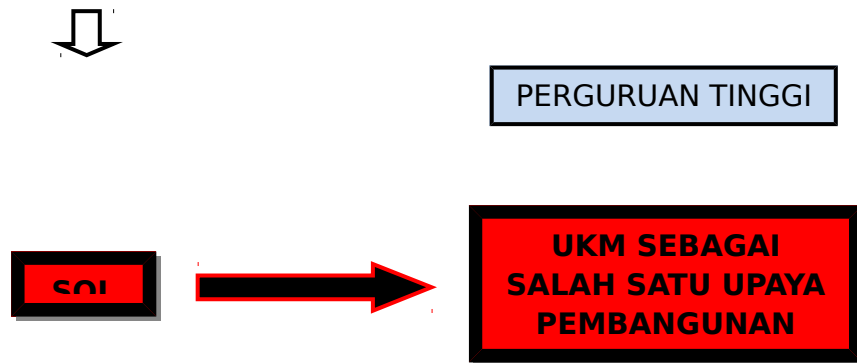 PERGURUAN TINGGI
UKM SEBAGAI
SALAH SATU UPAYA
PEMBANGUNAN